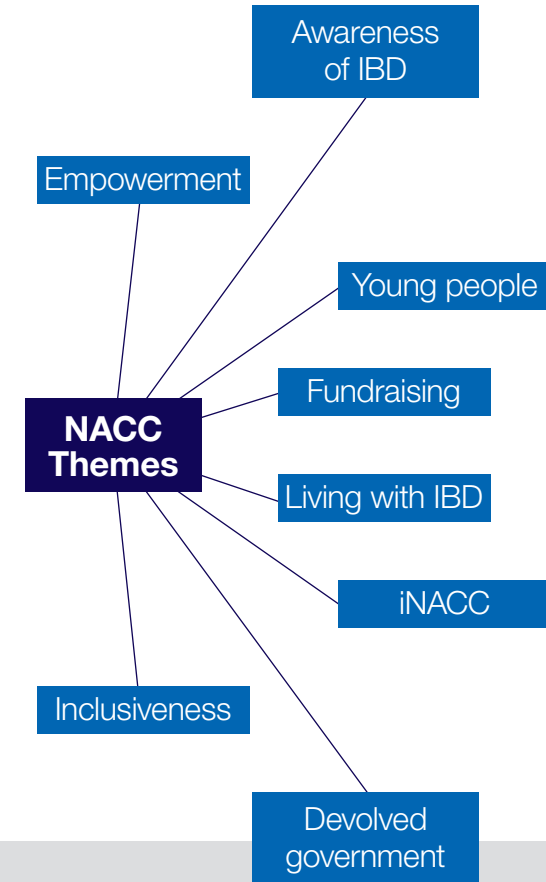 Awareness
of IBD
Empowerment
Young people
Fundraising
NACC
Themes
Living with IBD
iNACC
Inclusiveness
Devolved
government